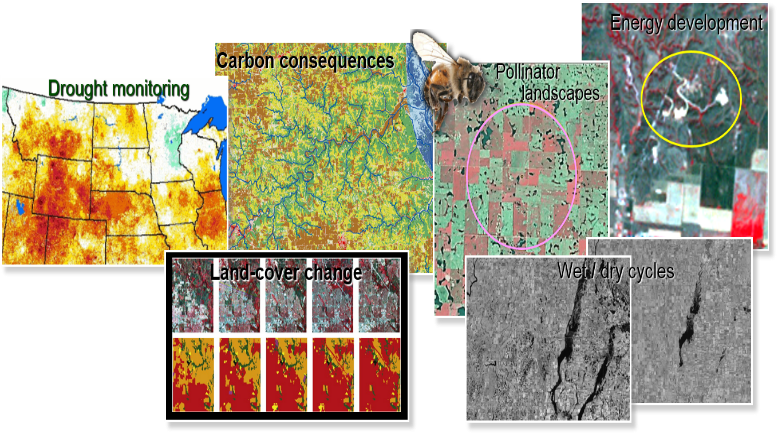 Energy development
Carbon consequences
Pollinator
landscapes
Drought monitoring
Land-cover change
Wet / dry cycles